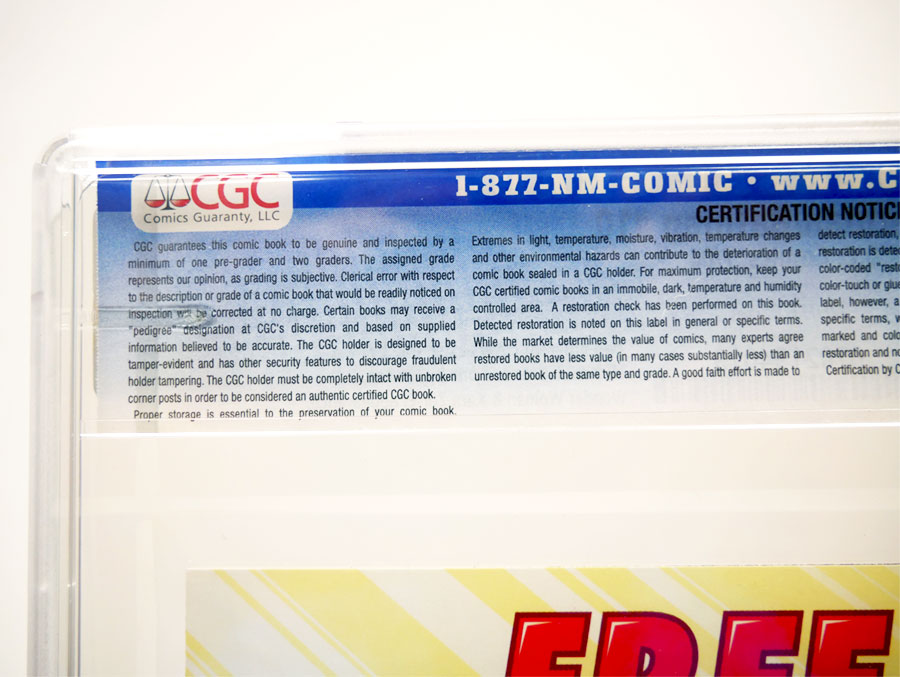 CGC
Comics Guaranty, LLC
1-877-NM-COMIC • www.C
CERTIFICATION NOTIC
CGC guarantees this comic book to be genuine and inspected by a
minimum of one pre-grader and two graders. The assigned grade
represents our opinion, as grading is subjective. Clerical error with respect
to the description or grade of a comic book that would be readily noticed on
inspection will be corrected at no charge. Certain books may receive a
"pedigree" designation at CGC's discretion and based on supplied
information believed to be accurate. The CGC holder is designed to be
tamper-evident and has other security features to discourage fraudulent
holder tampering. The CGC holder must be completely intact with unbroken
corner posts in order to be considered an authentic certified CGC book.
Proper storage is essential to the preservation of your comic book.
Extremes in light, temperature, moisture, vibration, temperature changes
and other environmental hazards can contribute to the deterioration of a
comic book sealed in a CGC holder. For maximum protection, keep your
CGC certified comic books in an immobile, dark, temperature and humidity
controlled area. A restoration check has been performed on this book.
Detected restoration is noted on this label in general or specific terms.
While the market determines the value of comics, many experts agree
restored books have less value (in many cases substantially less) than an
unrestored book of the same type and grade. A good faith effort is made to
detect restoration,
restoration is dete
color-coded "resto
color-touch or glue
label, however, a
specific terms, w
marked and colo
restoration and no
Certification by C
FREE